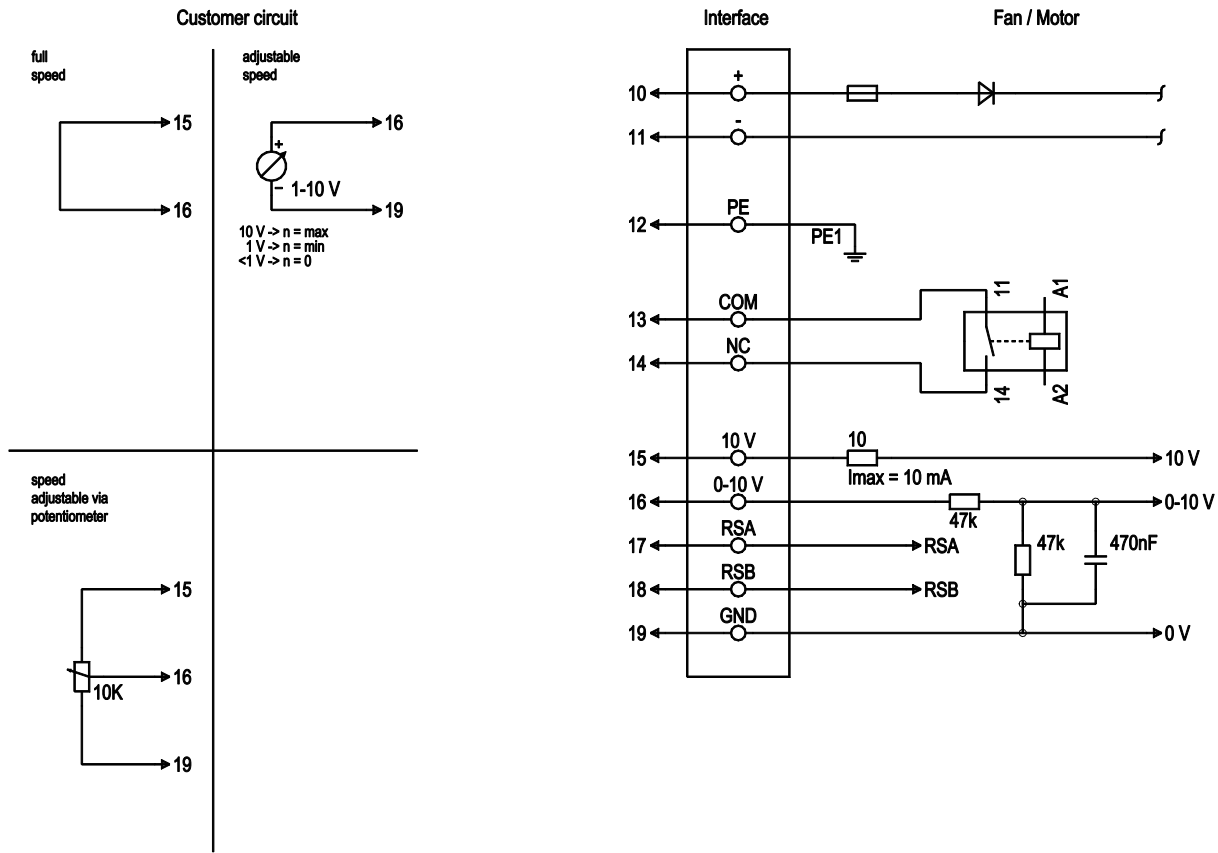 Customer circuit
full
speed
15
16
adjustable
speed
16
+
–
1-10 V
19
10 V -> n = max
1 V -> n = min
<1 V -> n = 0
speed
adjustable via
potentiometer
15
16
10K
19
Interface
Fan / Motor
+
10
-
11
PE
12
PE1
COM
13
NC
14
11
A1
14
A2
10 V
15
10
Imax = 10 mA
10 V
0-10 V
16
47k
0-10 V
RSA
17
RSA
47k
470nF
RSB
18
RSB
GND
19
0 V